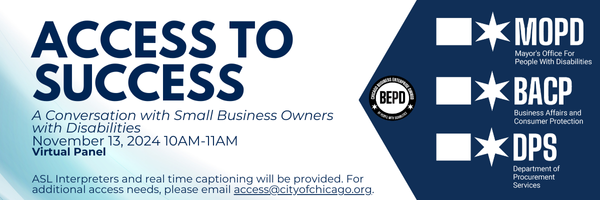 ACCESS TO
SUCCESS
A Conversation with Small Business Owners
with Disabilities
November 13, 2024 10AM-11AM
Virtual Panel
ASL Interpreters and real time captioning will be provided. For
additional access needs, please email access@cityofchicago.org.
BEPD
MOPD
Mayor's Office For
People With Disabilities
BACP
Business Affairs and
Consumer Protection
DPS
Department of
Procurement
Services